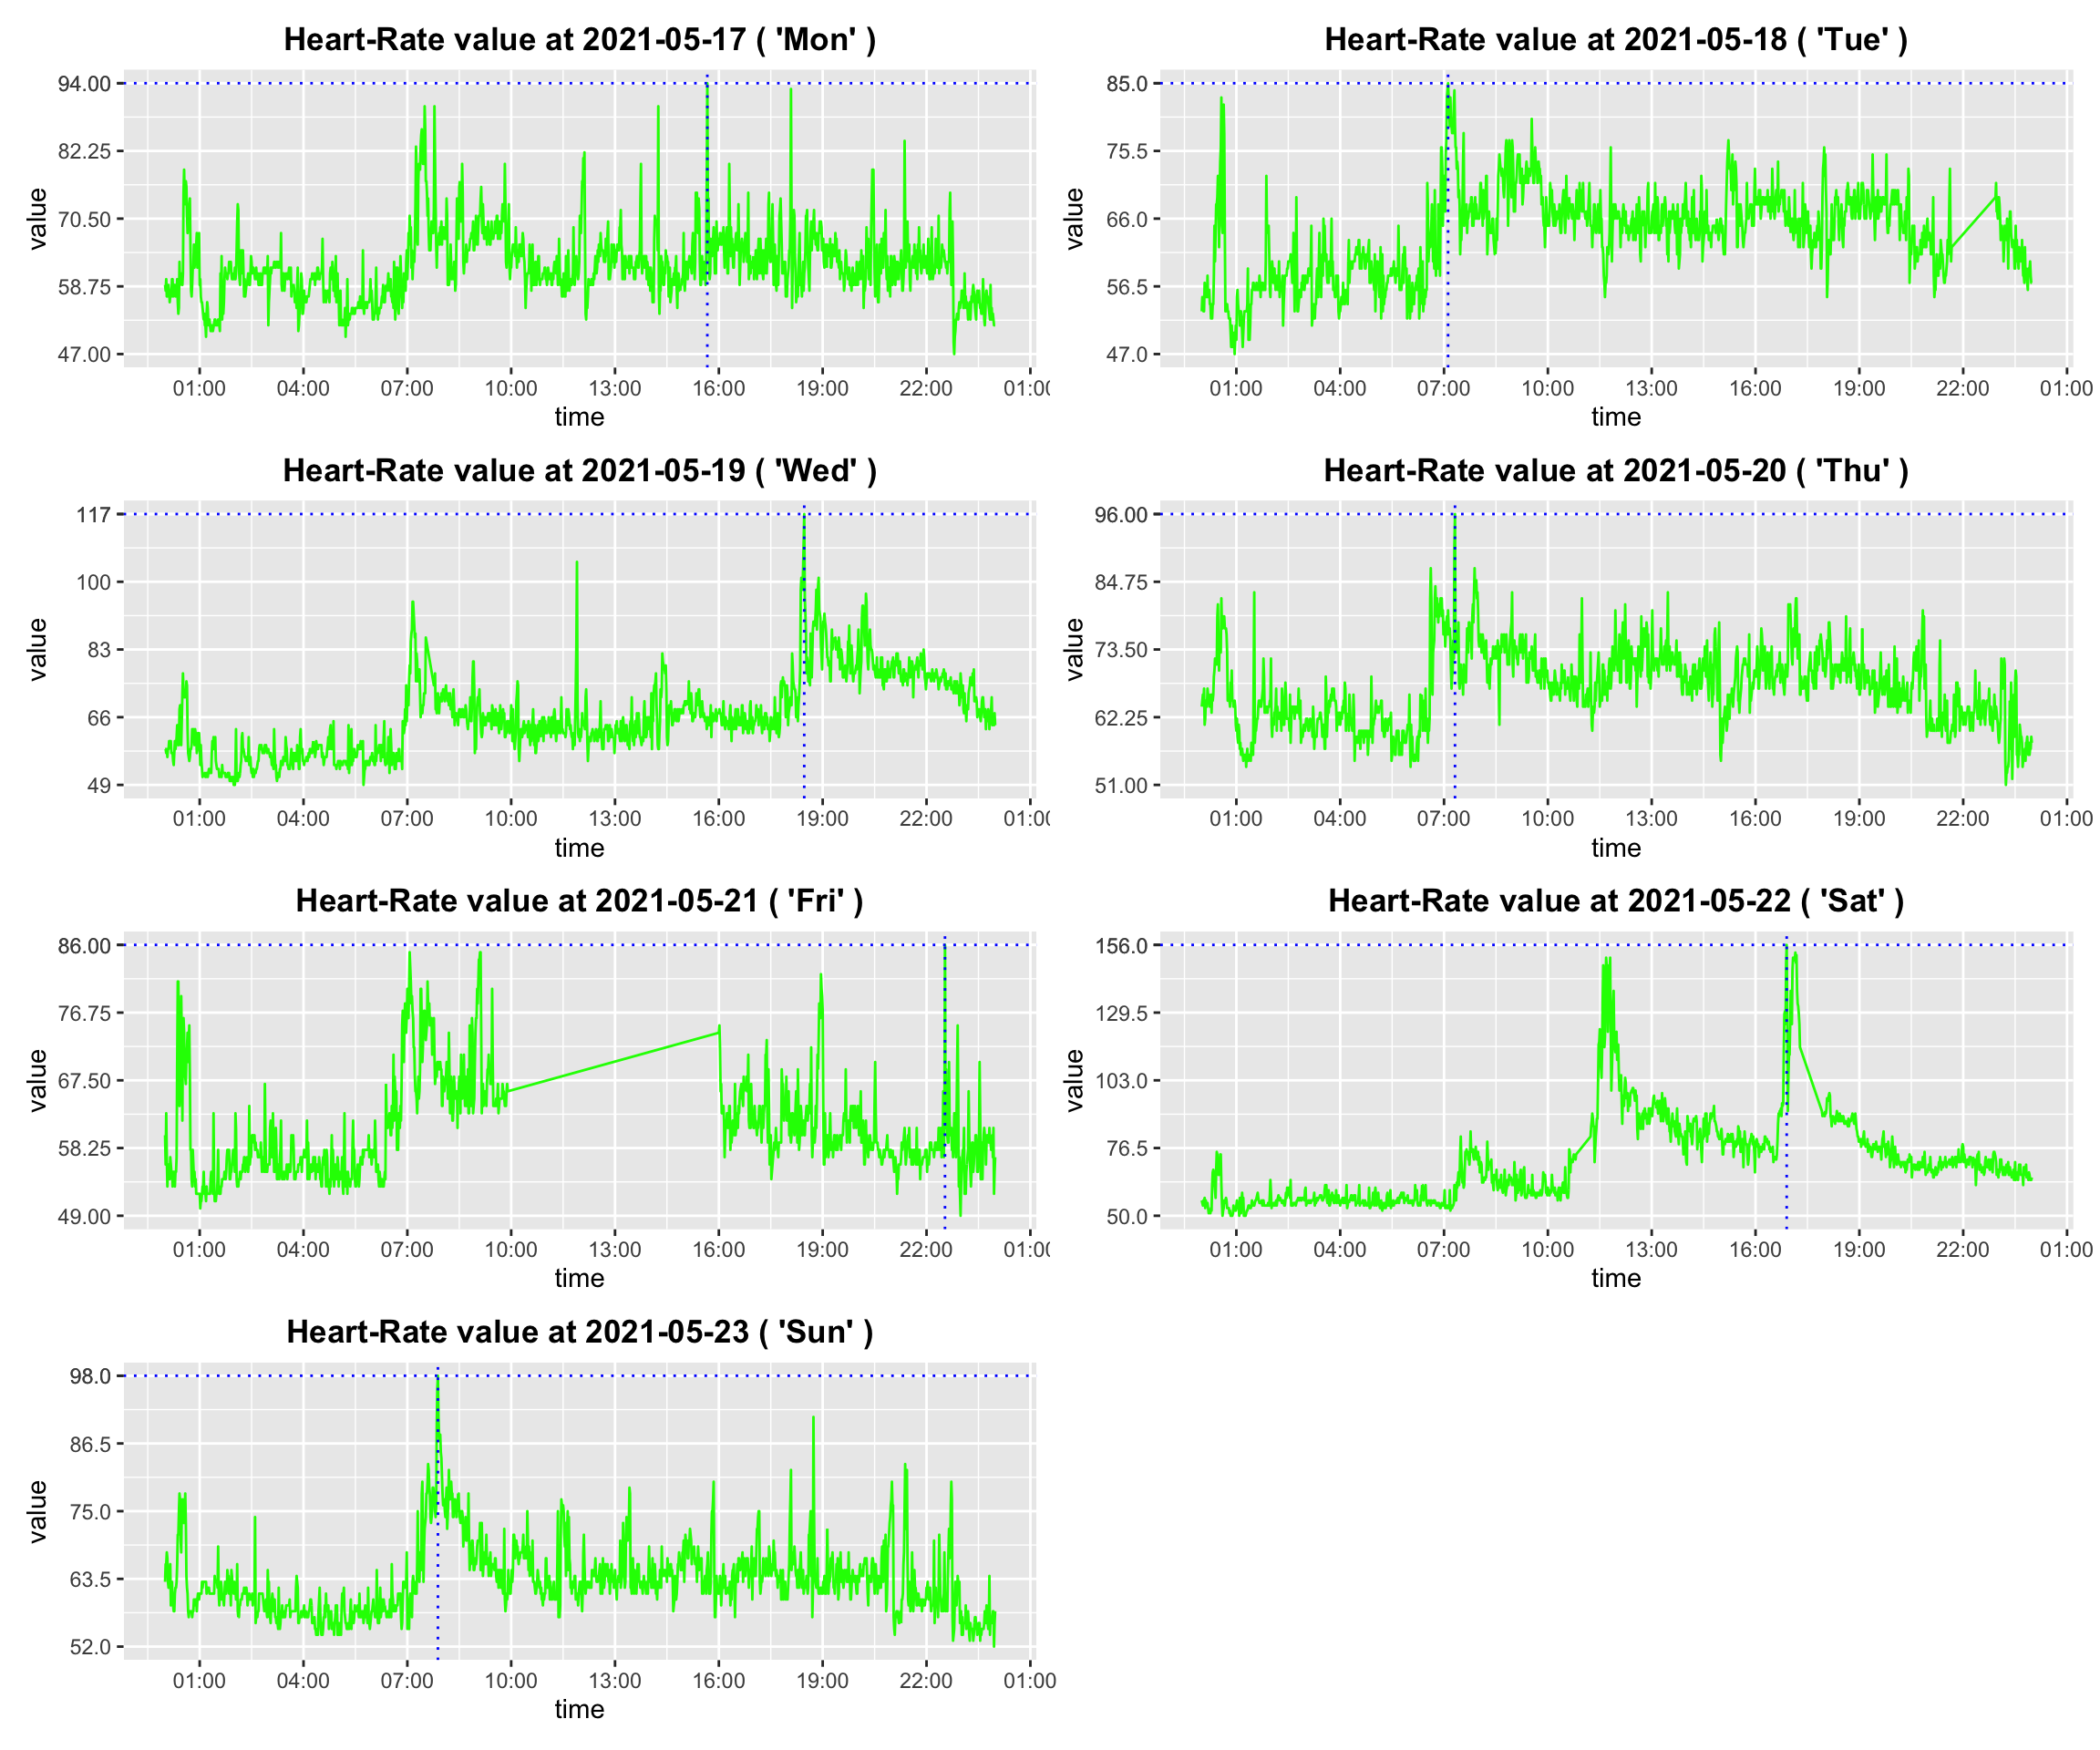 Heart-Rate value at 2021-05-17 ( 'Mon' )
94.00
82.25
70.50
58.75
47.00
value
01:00 04:00 07:00 10:00 13:00 16:00 19:00 22:00 01:00
time
Heart-Rate value at 2021-05-18 ( 'Tue' )
85.0
75.5
66.0
56.5
47.0
value
01:00 04:00 07:00 10:00 13:00 16:00 19:00 22:00 01:00
time
Heart-Rate value at 2021-05-19 ( 'Wed' )
117
100
83
66
49
value
01:00 04:00 07:00 10:00 13:00 16:00 19:00 22:00 01:00
time
Heart-Rate value at 2021-05-20 ( 'Thu' )
96.00
84.75
73.50
62.25
51.00
value
01:00 04:00 07:00 10:00 13:00 16:00 19:00 22:00 01:00
time
Heart-Rate value at 2021-05-21 ( 'Fri' )
86.00
76.75
67.50
58.25
49.00
value
01:00 04:00 07:00 10:00 13:00 16:00 19:00 22:00 01:00
time
Heart-Rate value at 2021-05-22 ( 'Sat' )
156.0
129.5
103.0
76.5
50.0
value
01:00 04:00 07:00 10:00 13:00 16:00 19:00 22:00 01:00
time
Heart-Rate value at 2021-05-23 ( 'Sun' )
98.0
86.5
75.0
63.5
52.0
value
01:00 04:00 07:00 10:00 13:00 16:00 19:00 22:00 01:00
time